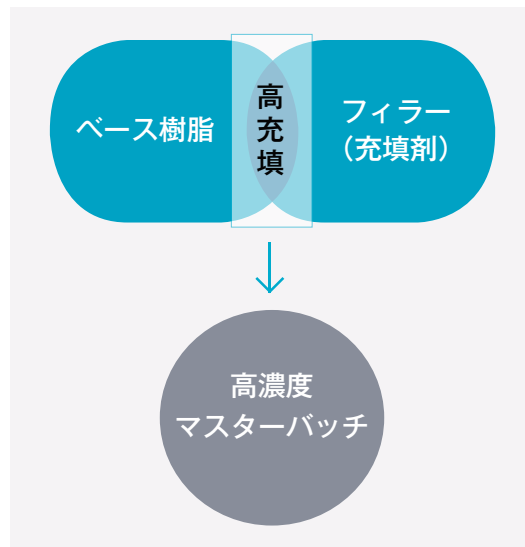 ベース樹脂
高充填
フィラー
（充填剤）
高濃度
マスターバッチ